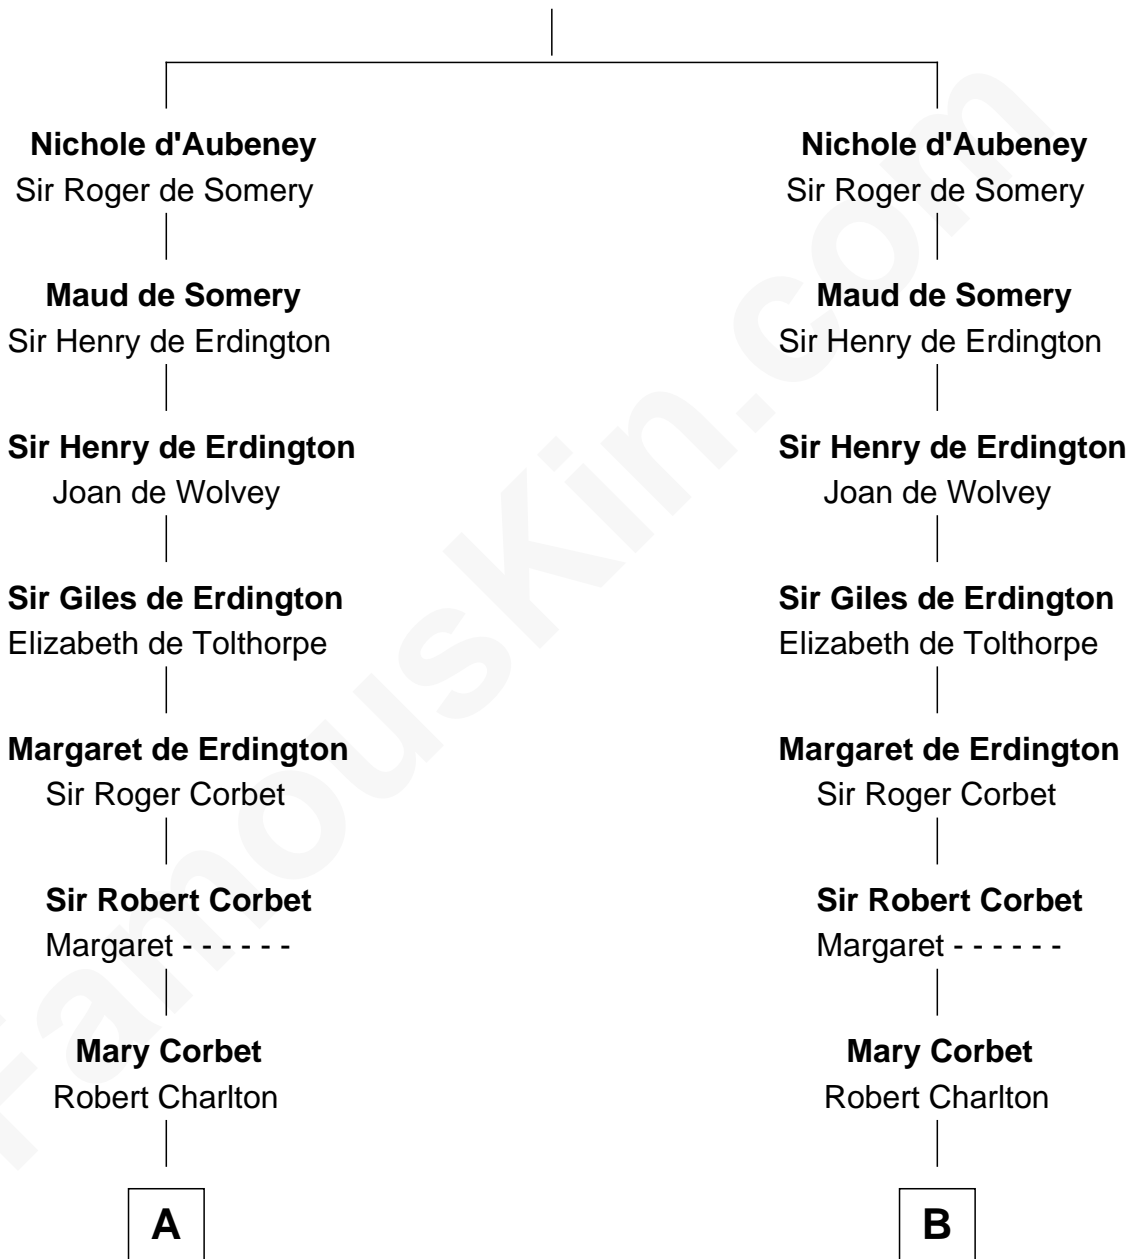 Nichole d'Aubeney
Sir Roger de Somery
Maud de Somery
Sir Henry de Erdington
Sir Henry de Erdington
Joan de Wolvey
Sir Giles de Erdington
Elizabeth de Tolthorpe
Margaret de Erdington
Sir Roger Corbet
Sir Robert Corbet
Margaret - - - - - -
Mary Corbet
Robert Charlton
A
Nichole d'Aubeney
Sir Roger de Somery
Maud de Somery
Sir Henry de Erdington
Sir Henry de Erdington
Joan de Wolvey
Sir Giles de Erdington
Elizabeth de Tolthorpe
Margaret de Erdington
Sir Roger Corbet
Sir Robert Corbet
Margaret - - - - - -
Mary Corbet
Robert Charlton
B
FamousKin.com